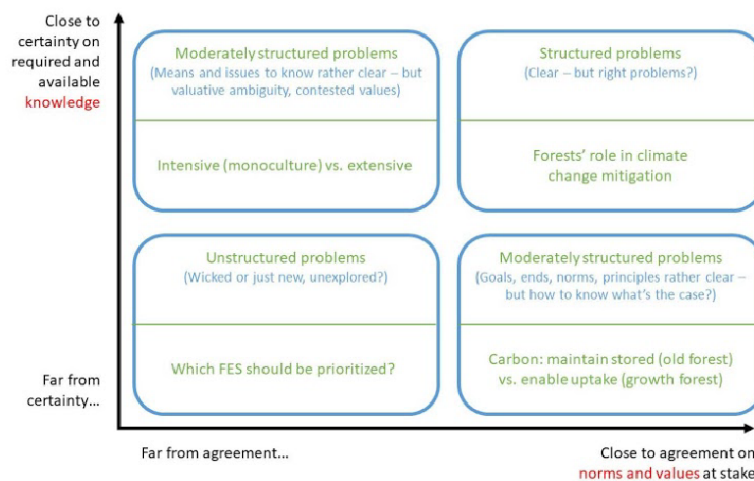 Close to
certainty on
required and
available
knowledge
Moderately structured problems
(Means and issues to know rather clear – but
valuative ambiguity, contested values)
Intensive (monoculture) vs. extensive
Structured problems
(Clear – but right problems?)
Forests' role in climate
change mitigation
Unstructured problems
(Wicked or just new, unexplored?)
Which FES should be prioritized?
Moderately structured problems
(Goals, ends, norms, principles rather clear –
but how to know what's the case?)
Carbon: maintain stored (old forest)
vs. enable uptake (growth forest)
Far from
certainty...
Far from agreement...
Close to agreement on
norms and values at stake